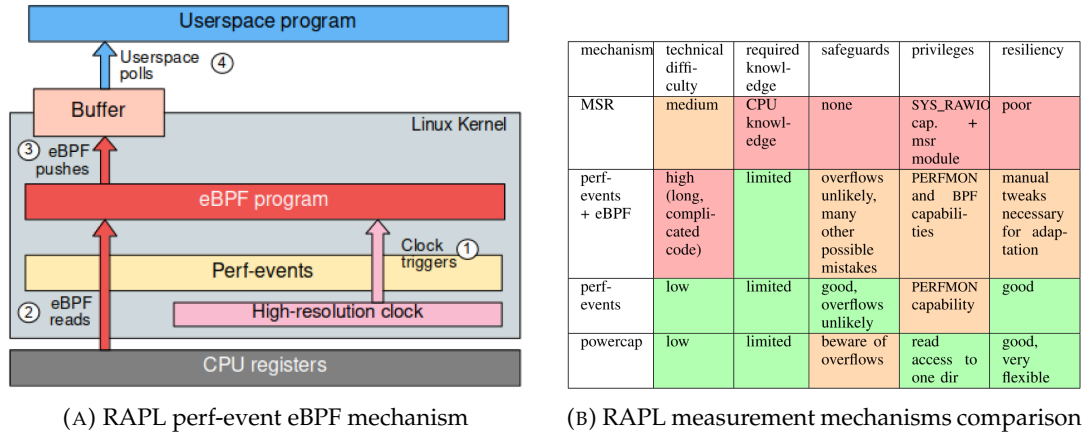 Userspace program
Userspace
polls
4
Buffer
Linux Kernel
3
eBPF
pushes
eBPF program
Clock
triggers
1
Perf-events
2
eBPF
reads
High-resolution clock
CPU registers
(A) RAPL perf-event eBPF mechanism
mechanism
technical
diffi-
culty
required
knowl-
edge
safeguards
privileges
resiliency
MSR
medium
CPU
knowl-
edge
none
SYS_RAWIO
cap. +
msr
module
poor
perf-
events
+ eBPF
high
(long,
compli-
cated
code)
limited
overflows
unlikely,
many
other
possible
mistakes
PERFMON
and BPF
capabili-
ties
manual
tweaks
necessary
for adap-
tation
perf-
events
low
limited
good,
overflows
unlikely
PERFMON
capability
good
powercap
low
limited
beware of
overflows
read
access to
one dir
good,
very
flexible
(B) RAPL measurement mechanisms comparison